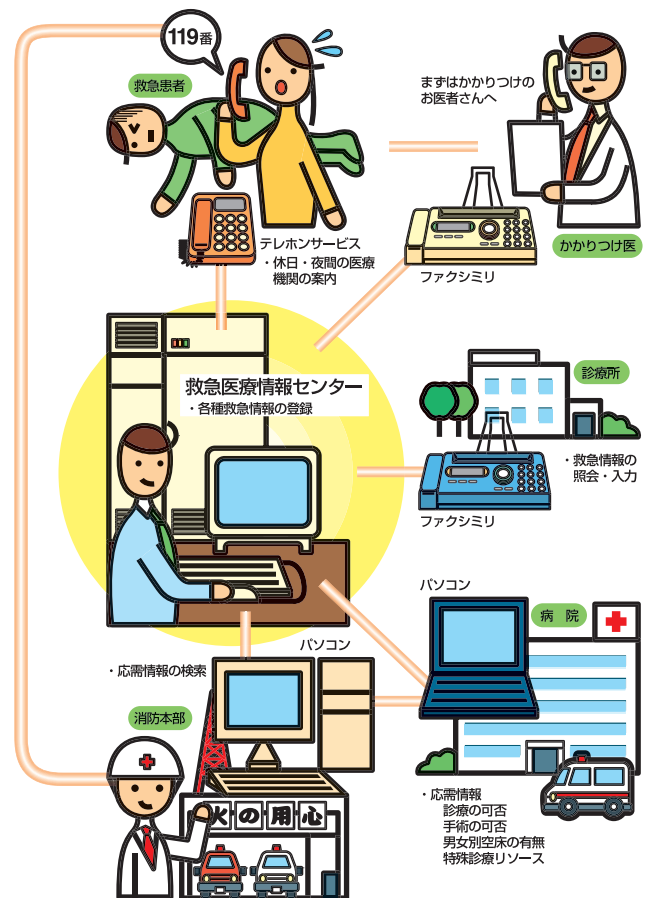 119番
救急患者
まずはかかりつけの
お医者さんへ
かかりつけ医
テレホンサービス
・休日・夜間の医療
機関の案内
ファクシミリ
救急医療情報センター
・各種救急情報の登録
診療所
・救急情報の
照会・入力
ファクシミリ
パソコン
病　院
パソコン
・応需情報の検索
消防本部
火の用心
・応需情報
診療の可否
手術の可否
男女別空床の有無
特殊診療リソース